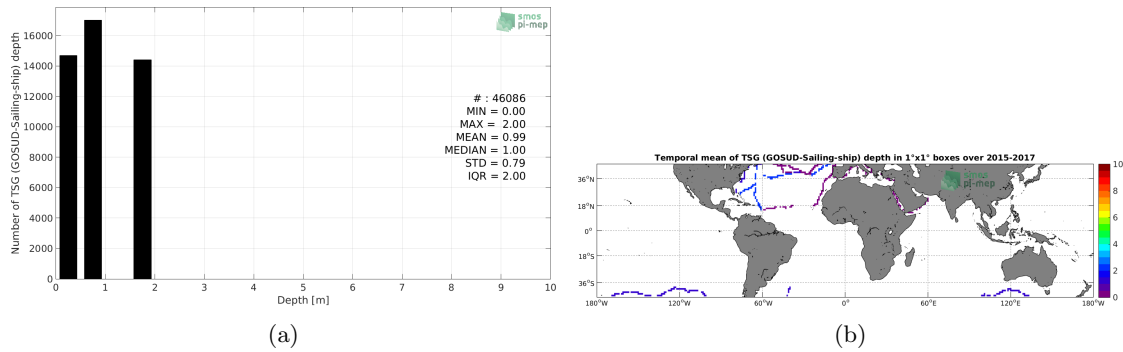 smos
pi-mep
16000
14000
12000
10000
8000
6000
4000
2000
0
Number of TSG (GOSUD-Sailing-ship) depth
# : 46086
MIN = 0.00
MAX = 2.00
MEAN = 0.99
MEDIAN = 1.00
STD = 0.79
IQR = 2.00
0 1 2 3 4 5 6 7 8 9 10
Depth [m]
(a)
Temporal mean of TSG (GOSUD-Sailing-ship) depth in 1°x1° boxes over 2015-2017
smos
pi-mep
36°N
18°N
0°
18°S
36°S
180°W 120°W 60°W 0° 60°E 120°E 180°W
10
8
6
4
2
0
(b)